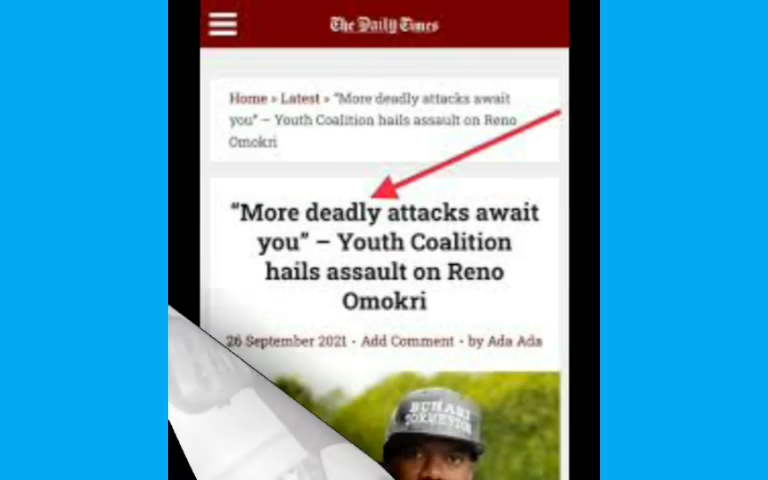 The Daily Times
Home » Latest » “More deadly attacks await
you” – Youth Coalition hails assault on Reno
Omokri
“More deadly attacks await
you” – Youth Coalition
hails assault on Reno
Omokri
26 September 2021 - Add Comment - by Ada Ada
BUHARI
TORMENTOR